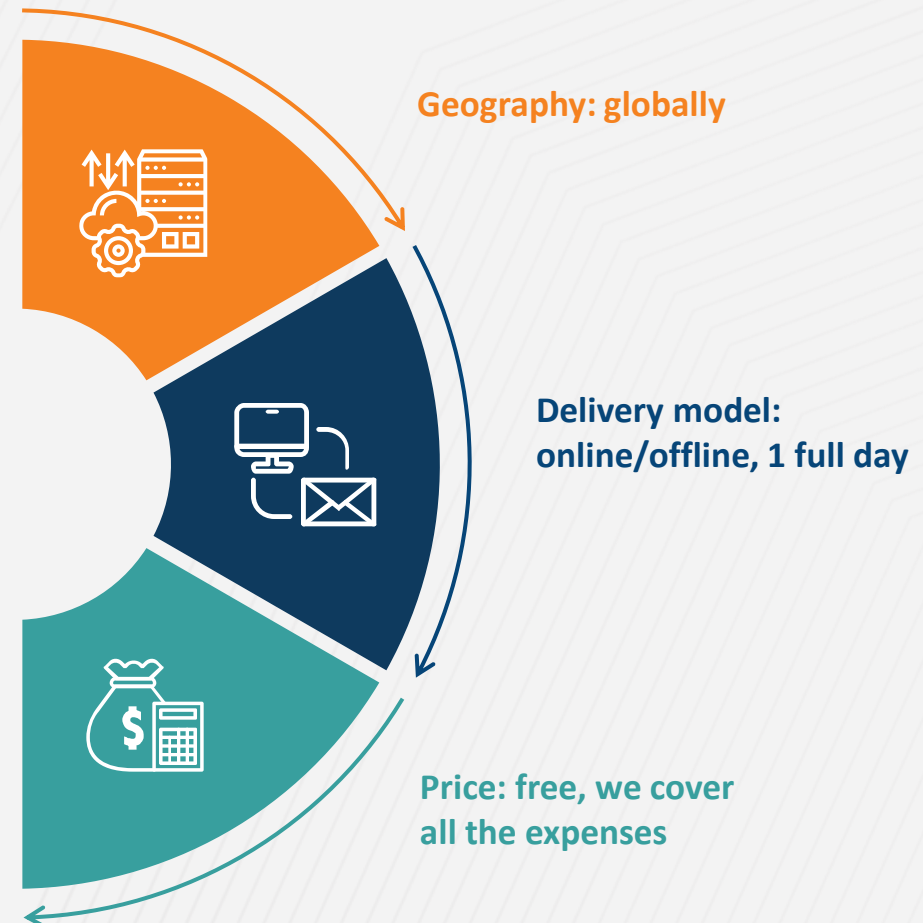 Geography: globally
Delivery model:
online/offline, 1 full day
$
Price: free, we cover
all the expenses